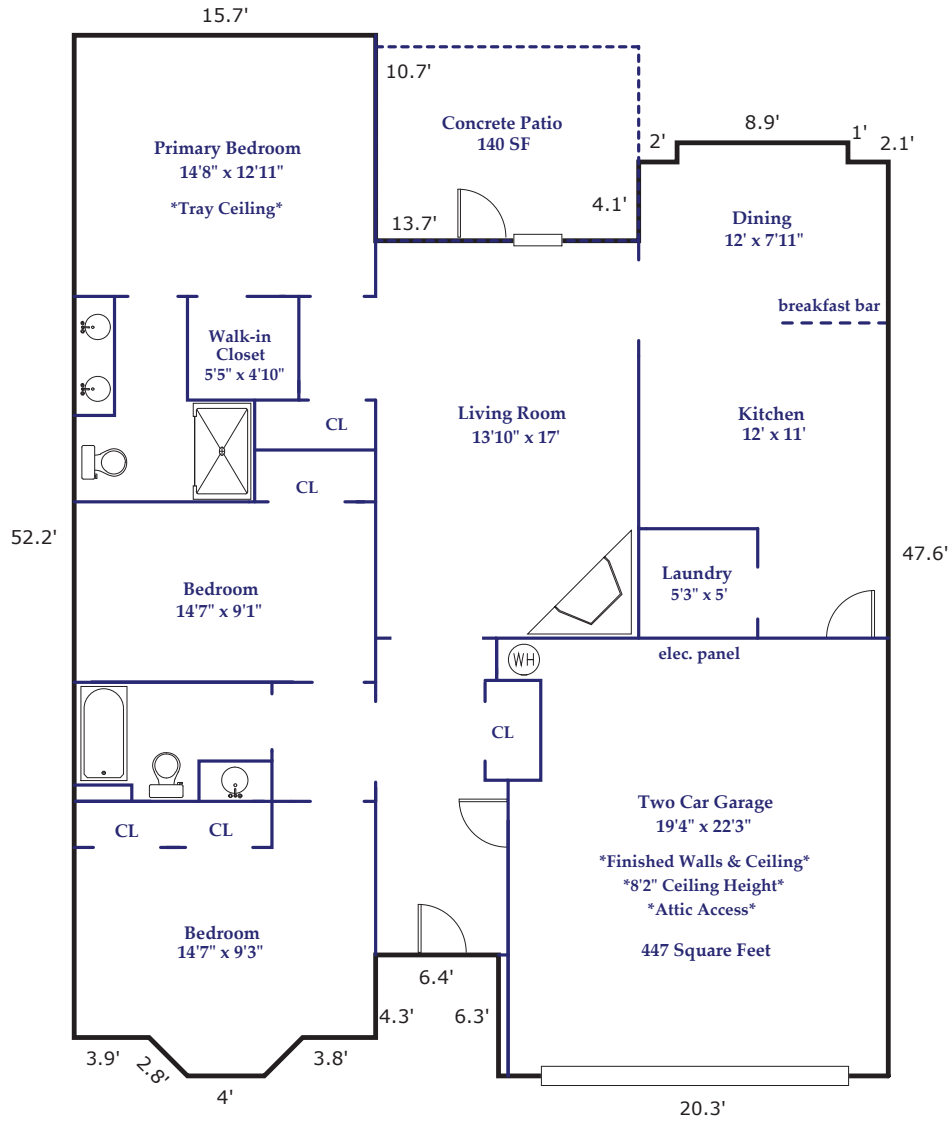 15.7'
10.7'
Concrete Patio
140 SF
8.9'
2'
1'
2.1'
Primary Bedroom
14'8" x 12'11"
*Tray Ceiling*
13.7'
4.1'
Dining
12' x 7'11"
breakfast bar
Walk-in
Closet
5'5" x 4'10"
CL
Living Room
13'10" x 17'
Kitchen
12' x 11'
CL
52.2'
47.6'
Bedroom
14'7" x 9'1"
Laundry
5'3" x 5'
WH
elec. panel
CL
Two Car Garage
19'4" x 22'3"
*Finished Walls & Ceiling*
*8'2" Ceiling Height*
*Attic Access*
447 Square Feet
CL
CL
Bedroom
14'7" x 9'3"
6.4'
4.3'
6.3'
3.9'
2.8'
4'
3.8'
20.3'